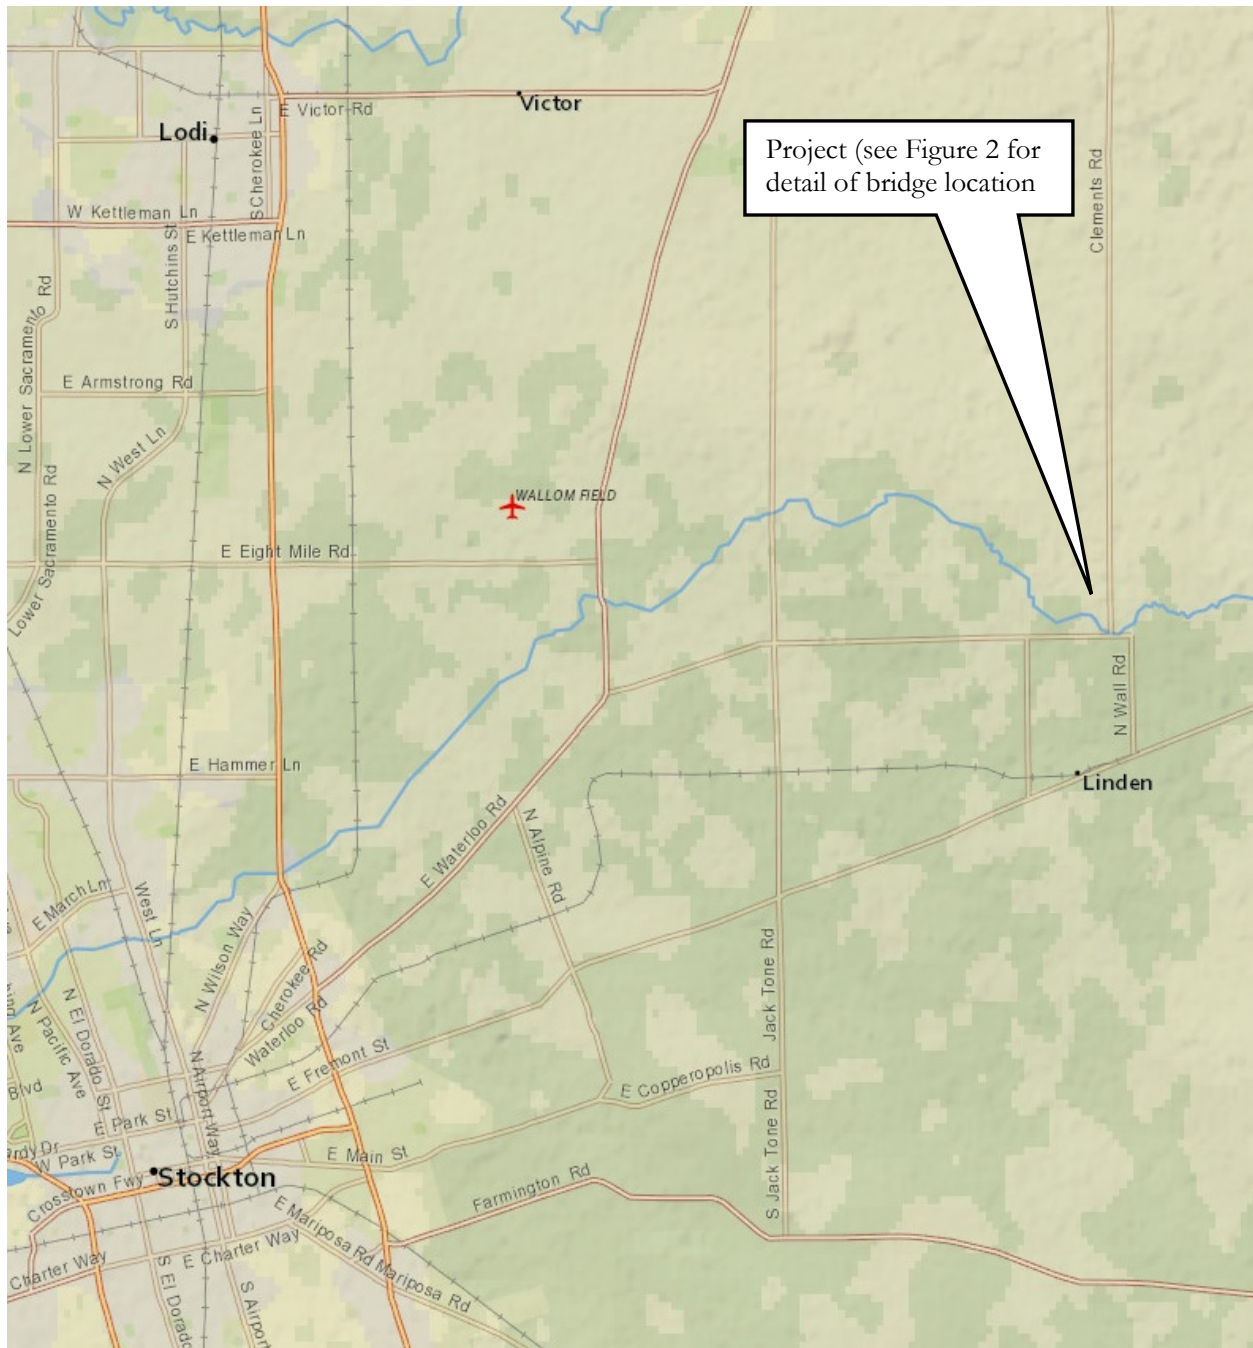 Victor
E Victor Rd
Lodi
S Cherokee Ln
Project (see Figure 2 for
detail of bridge location
Clements Rd
W Kettleman Ln
E Kettleman Ln
S Hutchins St
N Lower Sacramento Rd
E Armstrong Rd
N West Ln
WALLOM FIELD
Lower Sacramento Rd
E Eight Mile Rd
N Wall Rd
E Hammer Ln
Linden
E Waterloo Rd
N Alpine Rd
E March Ln
West Ln
N Wilson Way
Cherokee Rd
Waterloo Rd
Jack Tone Rd
N El Dorado St
N Pacific Ave
Ave
Blvd
N Airport Way
E Fremont St
E Copperopolis Rd
E Park St
W Park St
Dr
E Main St
Stockton
Crosstown Fwy
Farmington Rd
S Jack Tone Rd
E Mariposa Rd
Mariposa Rd
E Charter Way
Charter Way
S El Dorado
S Airport